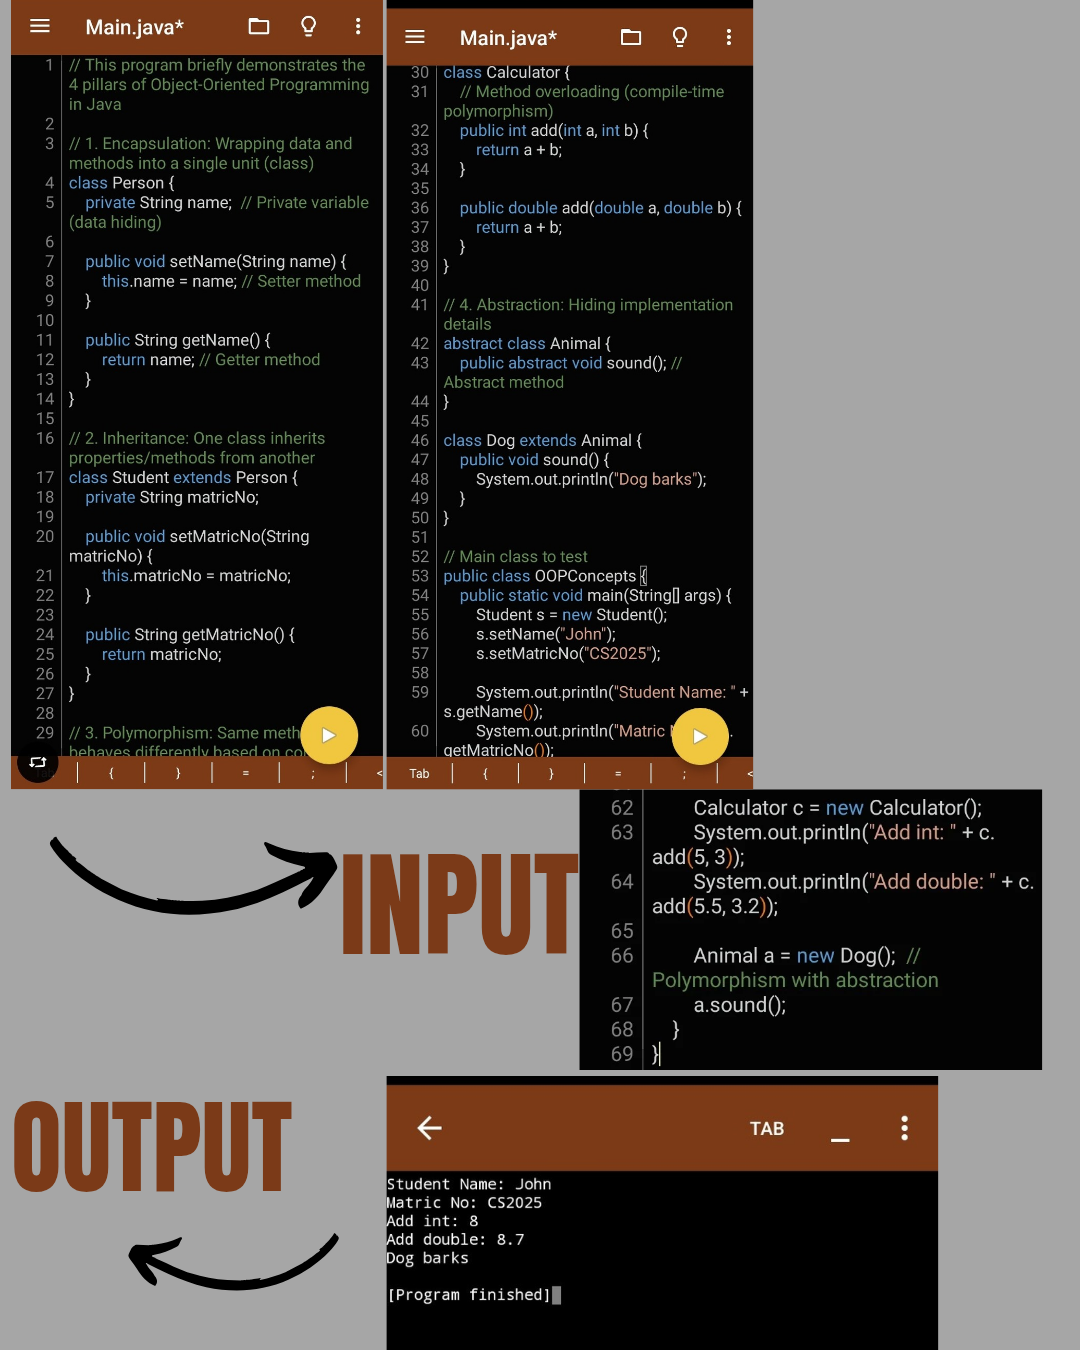 Main.java*
1 // This program briefly demonstrates the
4 pillars of Object-Oriented Programming
in Java
2
3 // 1. Encapsulation: Wrapping data and
methods into a single unit (class)
4 class Person {
5 private String name; // Private variable
(data hiding)
6
7 public void setName(String name) {
8 this.name = name; // Setter method
9 }
10
11 public String getName() {
12 return name; // Getter method
13 }
14 }
15
16 // 2. Inheritance: One class inherits
properties/methods from another
17 class Student extends Person {
18 private String matricNo;
19
20 public void setMatricNo(String
matricNo) {
21 this.matricNo = matricNo;
22 }
23
24 public String getMatricNo() {
25 return matricNo;
26 }
27 }
28
29 // 3. Polymorphism: Same
behaves differently based on
{ } = ; <
Main.java*
30 class Calculator {
31 // Method overloading (compile-time
polymorphism)
32 public int add(int a, int b) {
33 return a + b;
34 }
35
36 public double add(double a, double b) {
37 return a + b;
38 }
39 }
40
41 // 4. Abstraction: Hiding implementation
details
42 abstract class Animal {
43 public abstract void sound(); //
Abstract method
44 }
45
46 class Dog extends Animal {
47 public void sound() {
48 System.out.println("Dog barks");
49 }
50 }
51
52 // Main class to test
53 public class OOPConcepts {
54 public static void main(String[] args) {
55 Student s = new Student();
56 s.setName("John");
57 s.setMatricNo("CS2025");
58
59 System.out.println("Student Name: " +
s.getName());
60 System.out.println("Matric
getMatricNo());
Tab { } = ; <
62 Calculator c = new Calculator();
63 System.out.println("Add int: " + c.
add(5, 3));
64 System.out.println("Add double: " + c.
add(5.5, 3.2));
65
66 Animal a = new Dog(); //
Polymorphism with abstraction
67 a.sound();
68 }
69 }
INPUT
OUTPUT
TAB
Student Name: John
Matric No: CS2025
Add int: 8
Add double: 8.7
Dog barks
[Program finished]